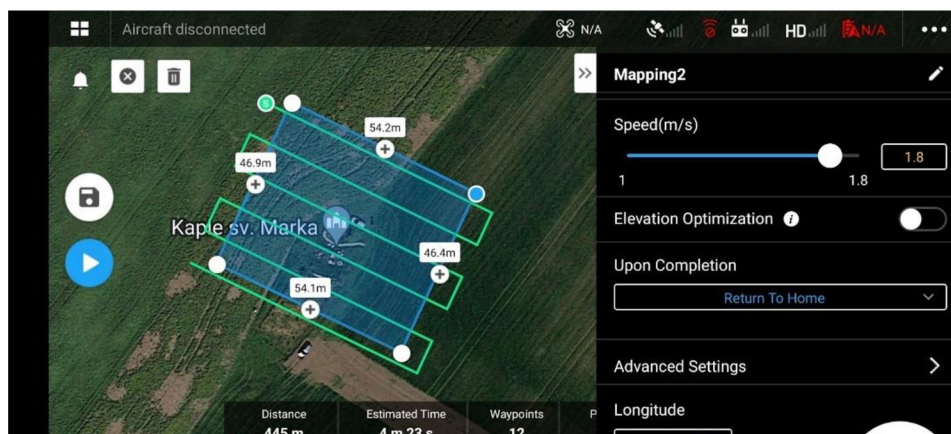 Aircraft disconnected
N/A
HD
N/A
Mapping2
Speed(m/s)
1.8
1
1.8
Elevation Optimization
i
Upon Completion
Return To Home
Advanced Settings
Longitude
S
54.2m
46.9m
Kaple sv. Marka
46.4m
54.1m
Distance
Estimated Time
Waypoints
P
445 m
4 m 23 s
12